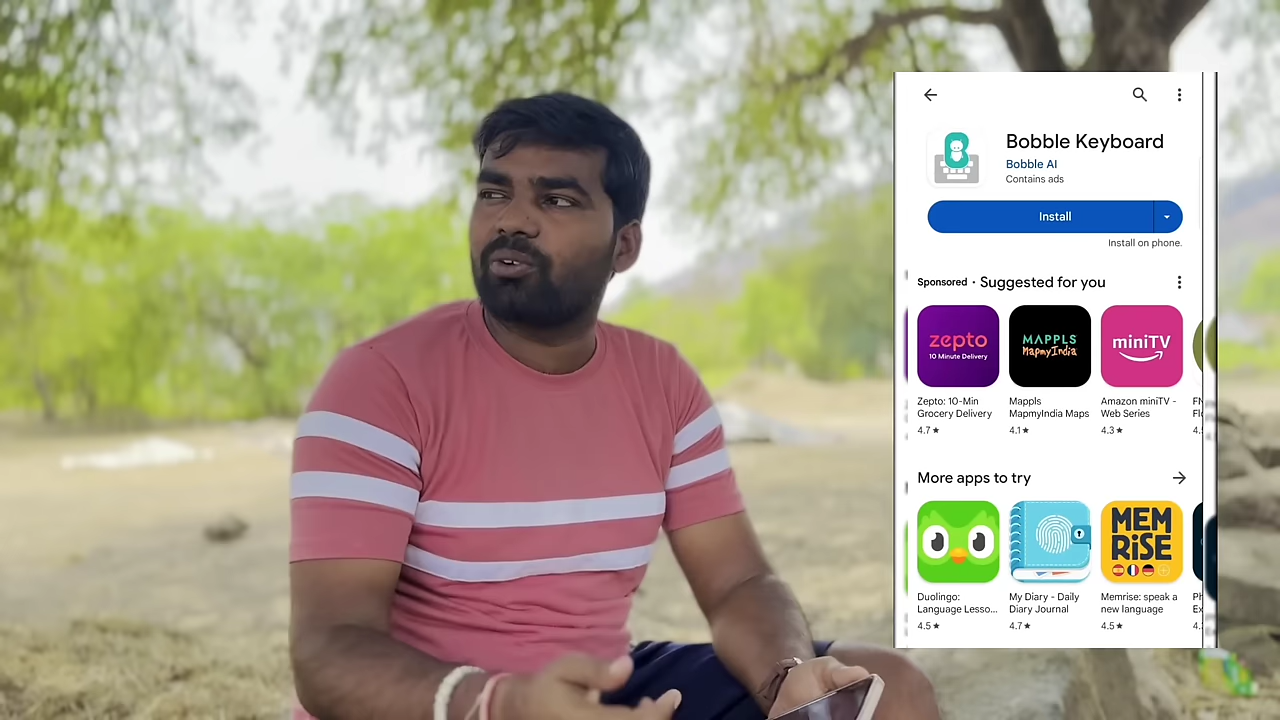 Bobble Keyboard
Bobble AI
Contains ads
Install
Install on phone.
Sponsored · Suggested for you
zepto
10 Minute Delivery
MAPPLS
MapmyIndia
miniTV
Zepto: 10-Min
Grocery Delivery
4.7★
Mappls
MapmyIndia Maps
4.1★
Amazon miniTV -
Web Series
4.3★
More apps to try
MEM
RiSE
Duolingo:
Language Lesso...
4.5★
My Diary - Daily
Diary Journal
4.7★
Memrise: speak a
new language
4.5★